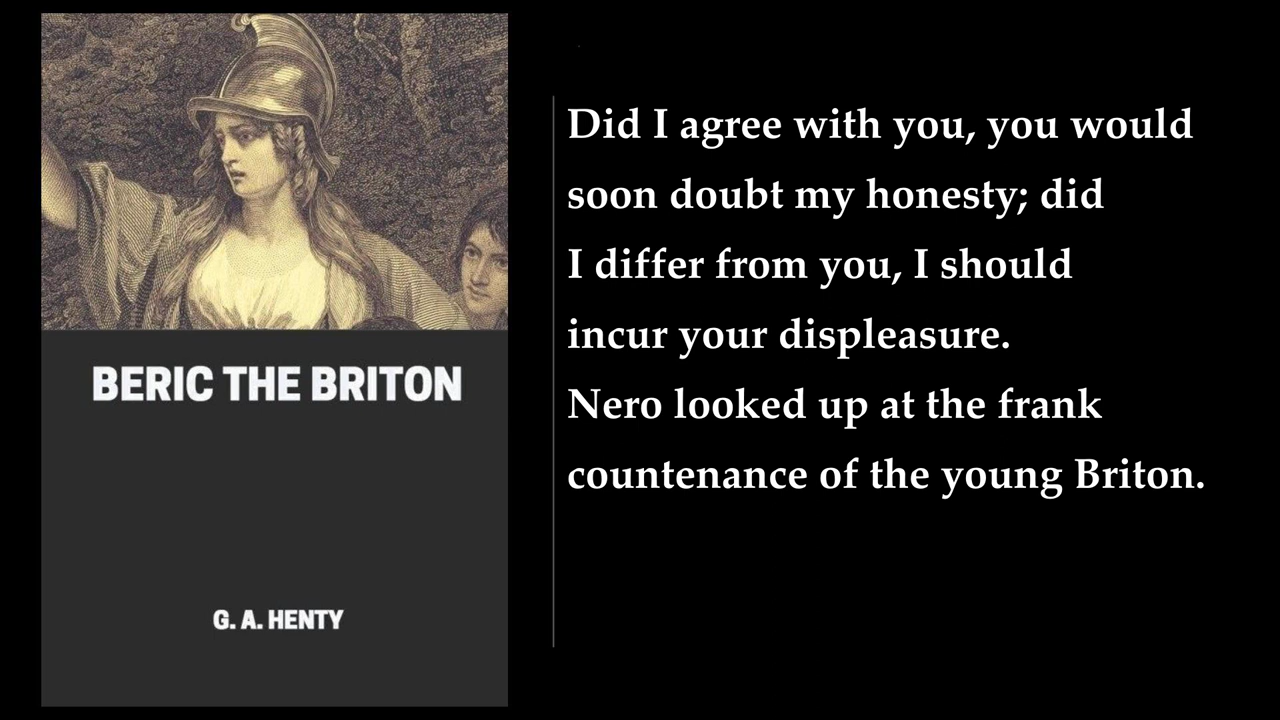 BERIC THE BRITON
G. A. HENTY
Did I agree with you, you would
soon doubt my honesty; did
I differ from you, I should
incur your displeasure.
Nero looked up at the frank
countenance of the young Briton.